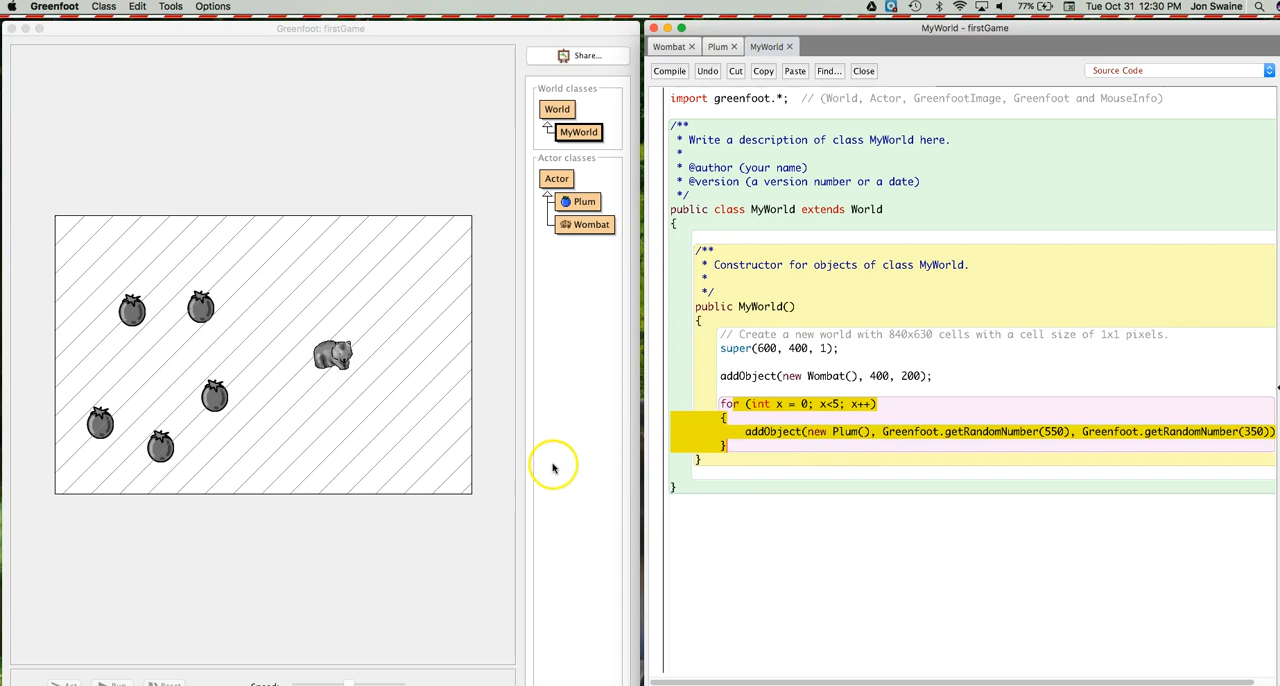 Greenfoot Class Edit Tools Options 77% Tue Oct 31 12:30 PM Jon Swaine
Greenfoot: firstGame
Share...
World classes
World
MyWorld
Actor classes
Actor
Plum
Wombat
Act Run Reset Speed:
MyWorld - firstGame
Wombat Plum MyWorld
Compile Undo Cut Copy Paste Find... Close Source Code
import greenfoot.*;  // (World, Actor, GreenfootImage, Greenfoot and MouseInfo)
/**
 * Write a description of class MyWorld here.
 *
 * @author (your name)
 * @version (a version number or a date)
 */
public class MyWorld extends World
{
/**
 * Constructor for objects of class MyWorld.
 *
 */
public MyWorld()
{
// Create a new world with 840x630 cells with a cell size of 1x1 pixels.
super(600, 400, 1);
addObject(new Wombat(), 400, 200);
for (int x = 0; x<5; x++)
{
addObject(new Plum(), Greenfoot.getRandomNumber(550), Greenfoot.getRandomNumber(350))
}
}
}